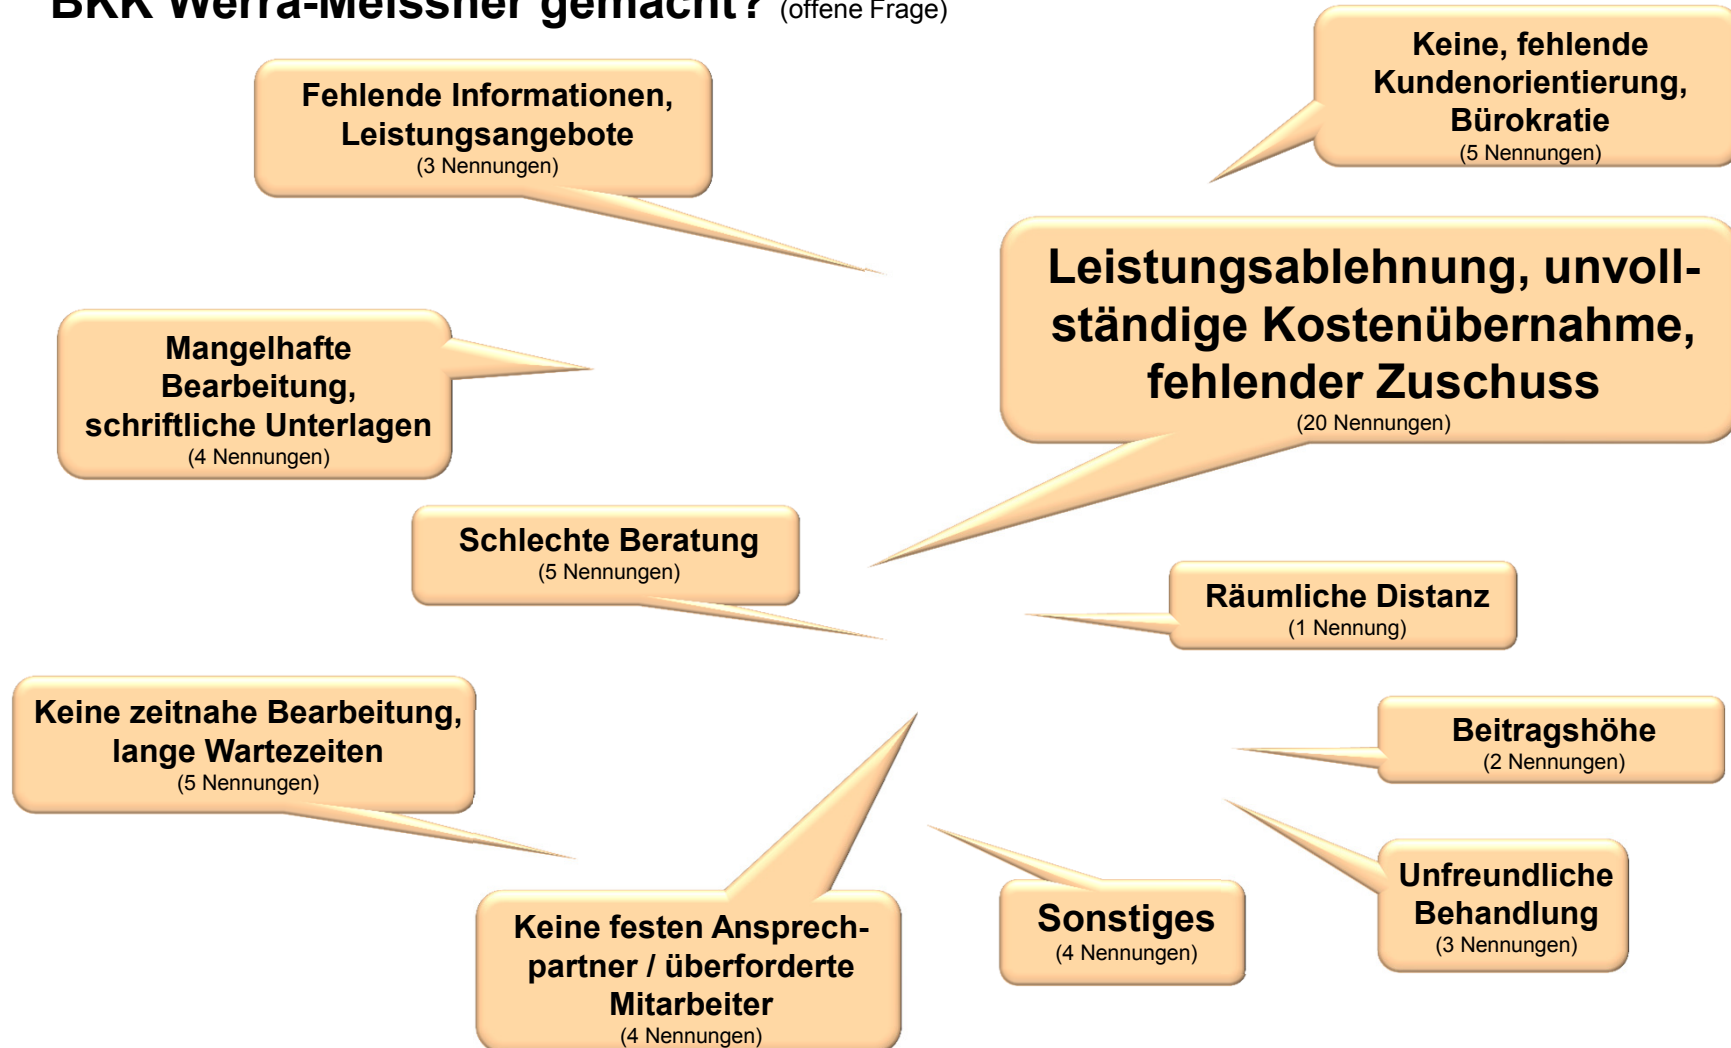 BKK Werra-Meissner gemacht? (offene Frage)
Keine, fehlende
Kundenorientierung,
Bürokratie
(5 Nennungen)
Fehlende Informationen,
Leistungsangebote
(3 Nennungen)
Leistungsablehnung, unvoll-
ständige Kostenübernahme,
fehlender Zuschuss
(20 Nennungen)
Mangelhafte
Bearbeitung,
schriftliche Unterlagen
(4 Nennungen)
Schlechte Beratung
(5 Nennungen)
Räumliche Distanz
(1 Nennung)
Keine zeitnahe Bearbeitung,
lange Wartezeiten
(5 Nennungen)
Beitragshöhe
(2 Nennungen)
Unfreundliche
Behandlung
(3 Nennungen)
Sonstiges
(4 Nennungen)
Keine festen Ansprech-
partner / überforderte
Mitarbeiter
(4 Nennungen)